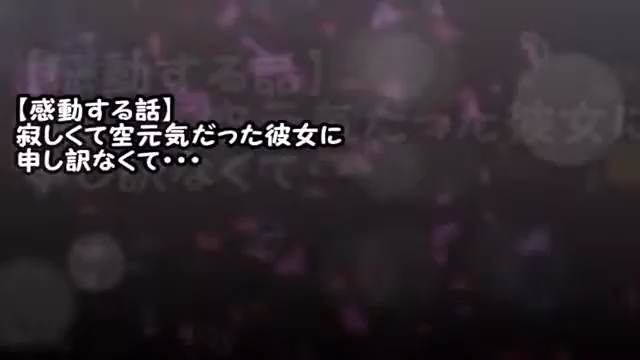 【感動する話】
寂しくて空元気だった彼女に
申し訳なくて・・・